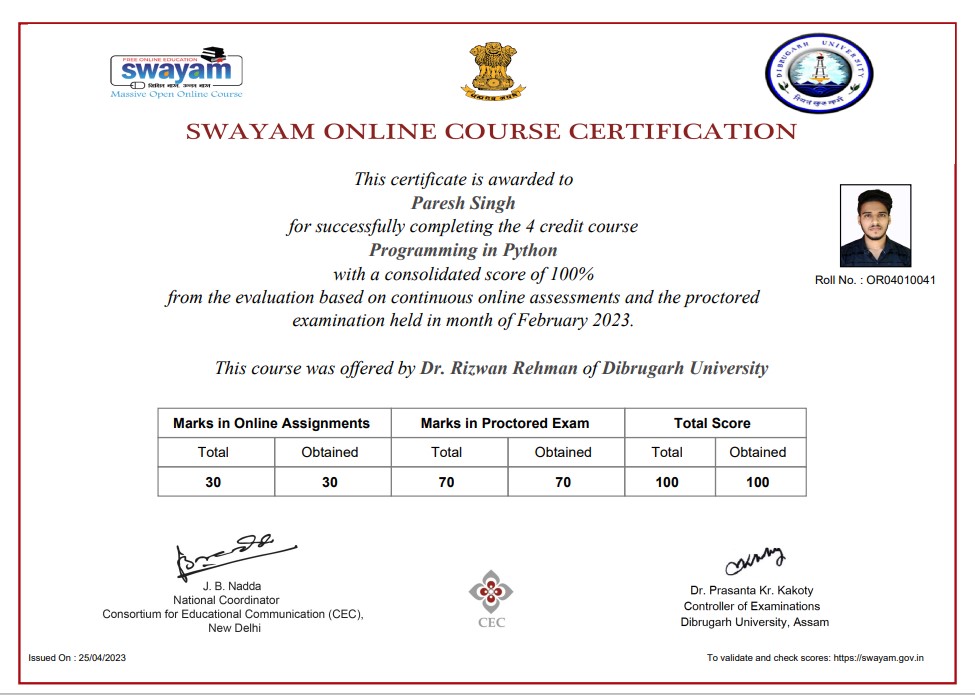 FREE ONLINE EDUCATION
swayam
शिक्षित भारत, उन्नत भारत
Massive Open Online Course
सत्यमेव जयते
DIBRUGARH UNIVERSITY
SWAYAM ONLINE COURSE CERTIFICATION
This certificate is awarded to
Paresh Singh
for successfully completing the 4 credit course
Programming in Python
with a consolidated score of 100%
from the evaluation based on continuous online assessments and the proctored
examination held in month of February 2023.
Roll No. : OR04010041
This course was offered by Dr. Rizwan Rehman of Dibrugarh University
Marks in Online Assignments Marks in Proctored Exam Total Score
Total Obtained Total Obtained Total Obtained
30 30 70 70 100 100
J. B. Nadda
National Coordinator
Consortium for Educational Communication (CEC),
New Delhi
CEC
Dr. Prasanta Kr. Kakoty
Controller of Examinations
Dibrugarh University, Assam
Issued On : 25/04/2023
To validate and check scores: https://swayam.gov.in